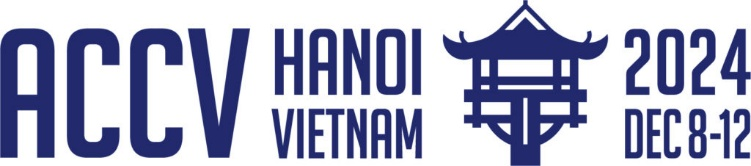 ACCV
HANOI
VIETNAM
2024
DEC 8-12